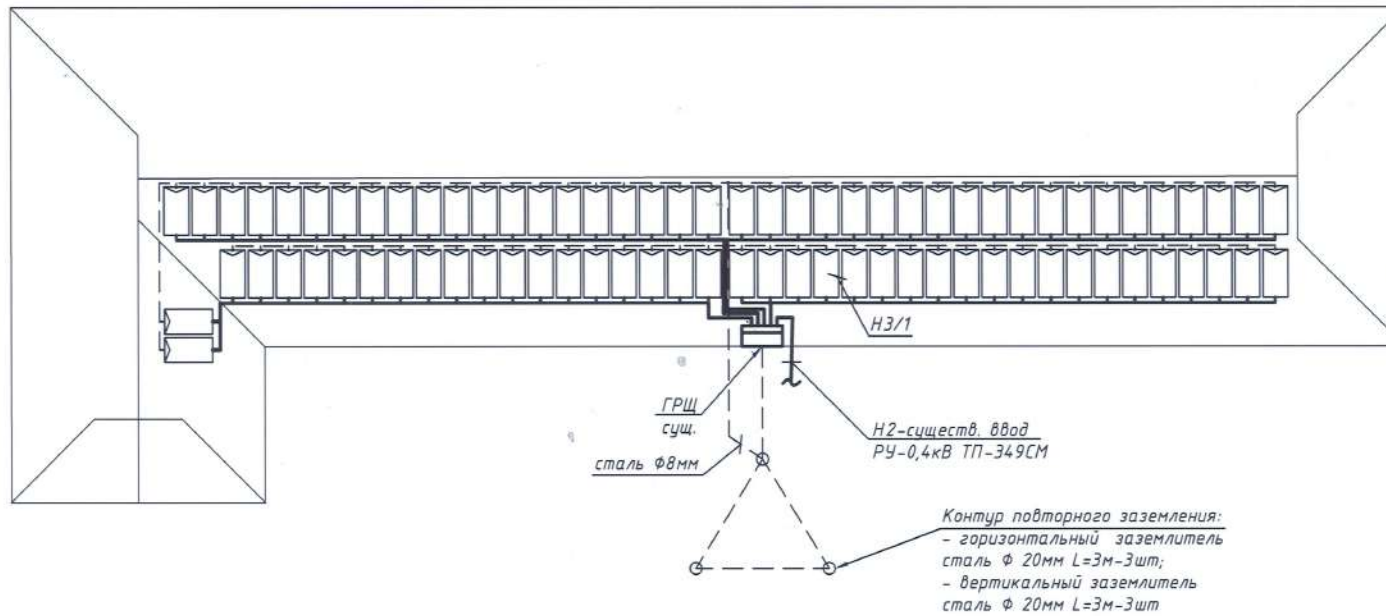 Н3/1
ГРЩ
сущ.
Н2-существ. ввод
РУ-0,4кВ ТП-349СМ
сталь Ф8мм
Контур повторного заземления:
- горизонтальный заземлитель
сталь Ф 20мм L=3м-3шт;
- вертикальный заземлитель
сталь Ф 20мм L=3м-3шт